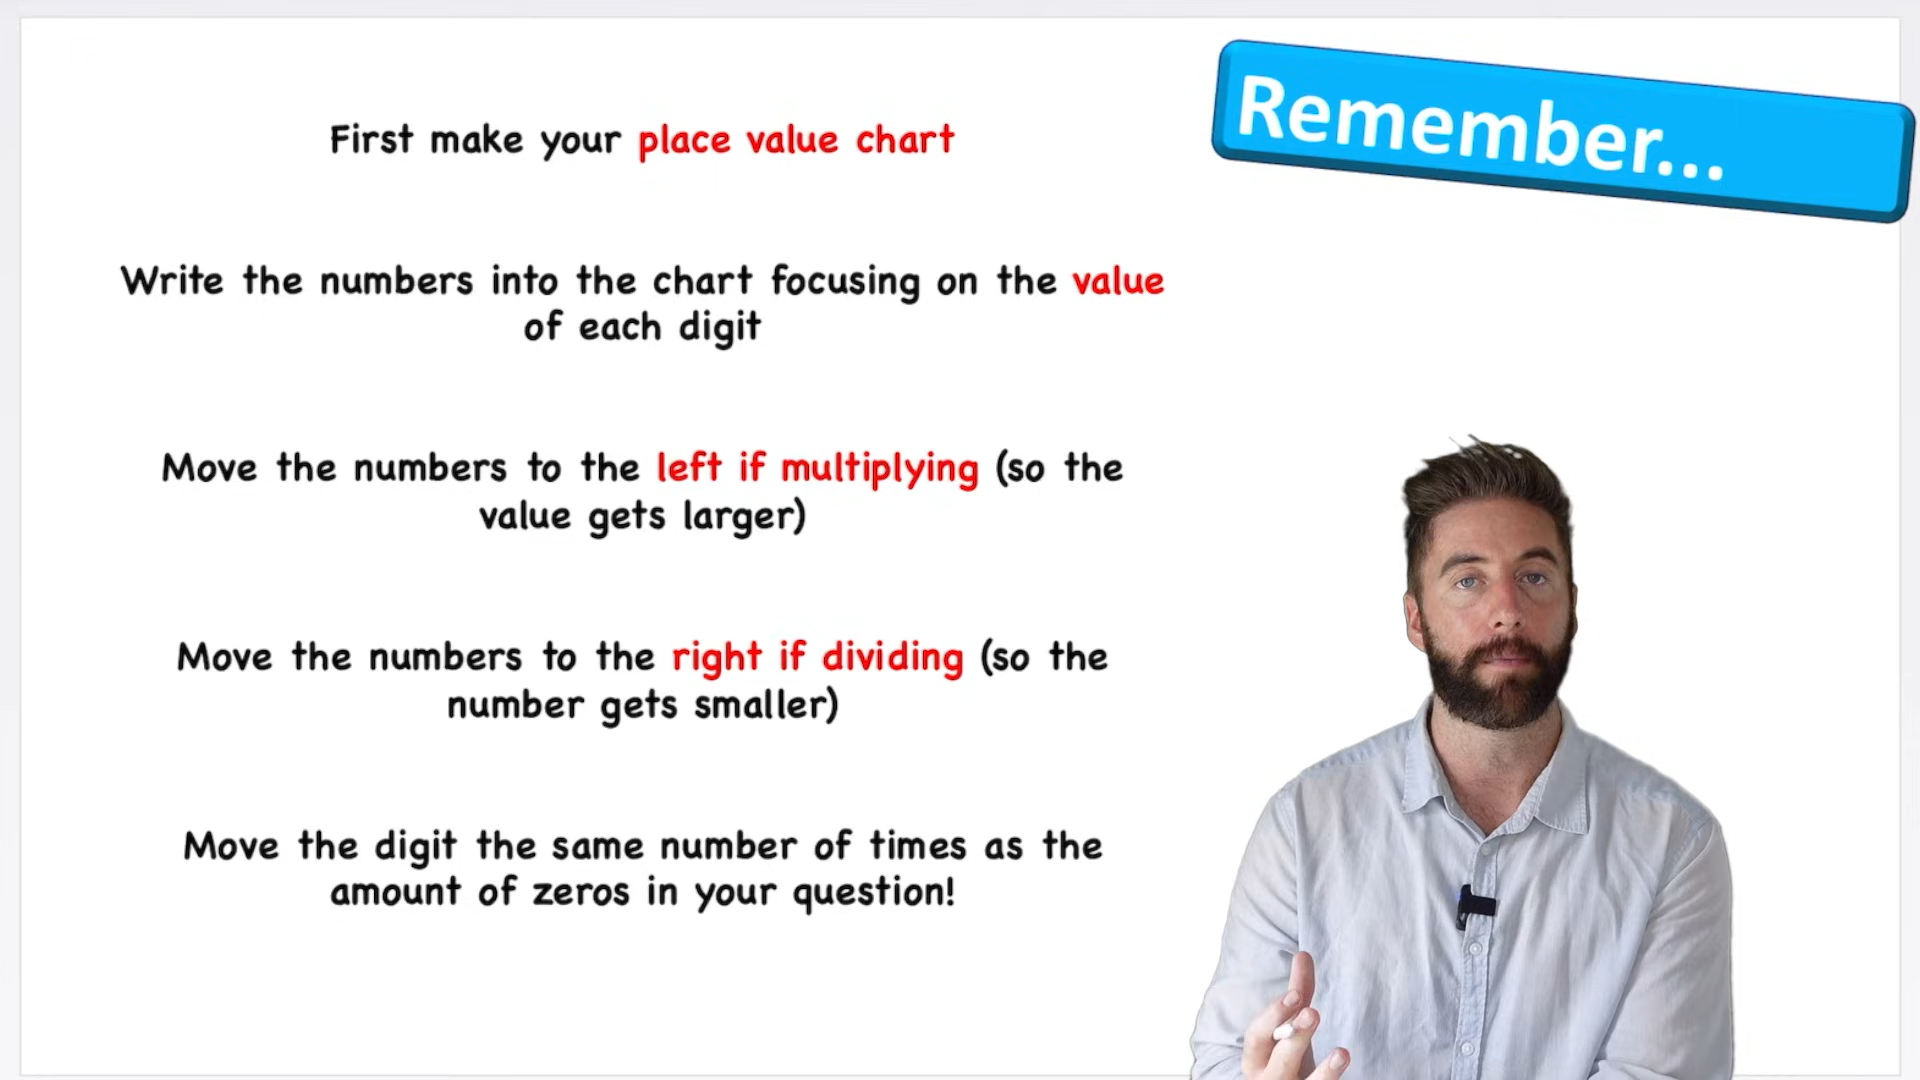 Remember...
First make your place value chart
Write the numbers into the chart focusing on the value
of each digit
Move the numbers to the left if multiplying (so the
value gets larger)
Move the numbers to the right if dividing (so the
number gets smaller)
Move the digit the same number of times as the
amount of zeros in your question!